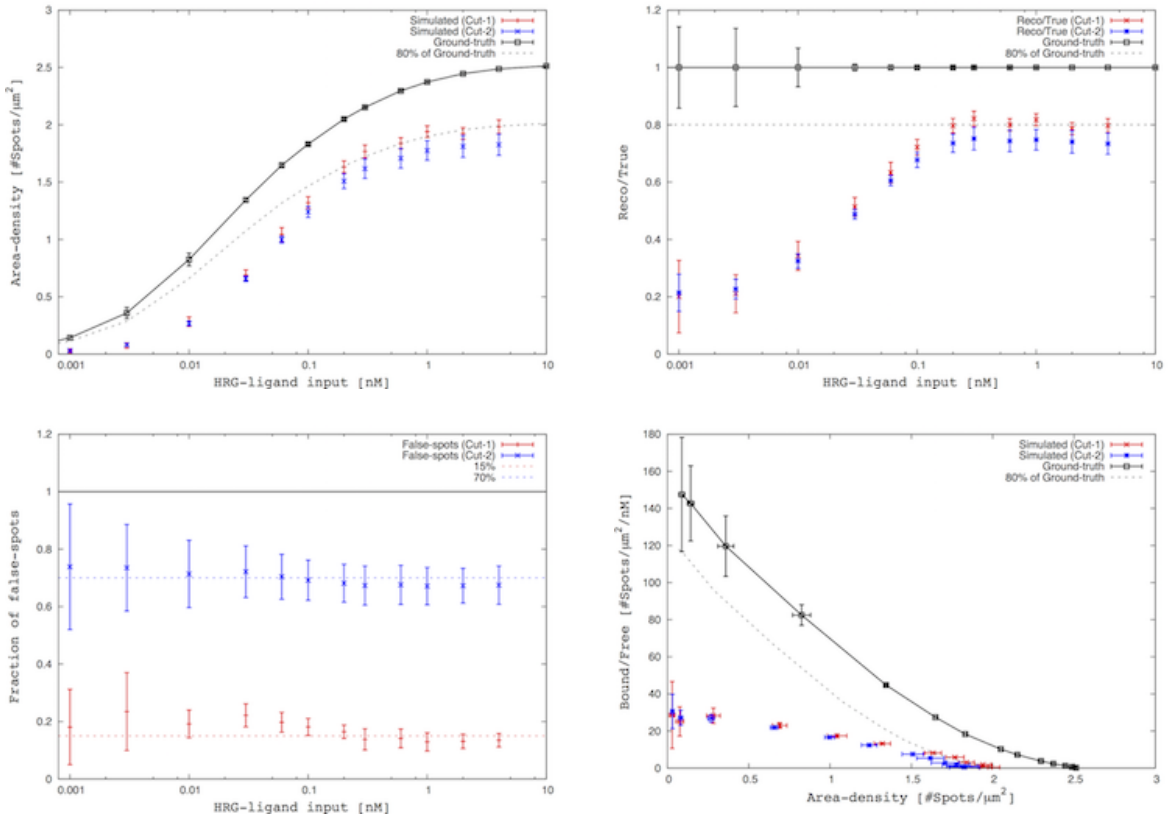 Simulated (Cut-1)
Simulated (Cut-2)
Ground-truth
80% of Ground-truth
3
2.5
2
1.5
1
0.5
0
Area-density [#Spots/μm²]
0.001 0.01 0.1 1 10
HRG-ligand input [nM]
Reco/True (Cut-1)
Reco/True (Cut-2)
Ground-truth
80% of Ground-truth
1.2
1
0.8
0.6
0.4
0.2
0
Reco/True
0.001 0.01 0.1 1 10
HRG-ligand input [nM]
False-spots (Cut-1)
False-spots (Cut-2)
15%
70%
1.2
1
0.8
0.6
0.4
0.2
0
Fraction of false-spots
0.001 0.01 0.1 1 10
HRG-ligand input [nM]
Simulated (Cut-1)
Simulated (Cut-2)
Ground-truth
80% of Ground-truth
180
160
140
120
100
80
60
40
20
0
Bound/Free [#Spots/μm²/nM]
0 0.5 1 1.5 2 2.5 3
Area-density [#Spots/μm²]